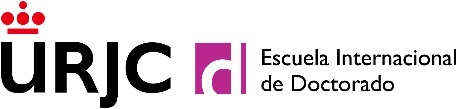 URJC
d
Escuela Internacional
de Doctorado